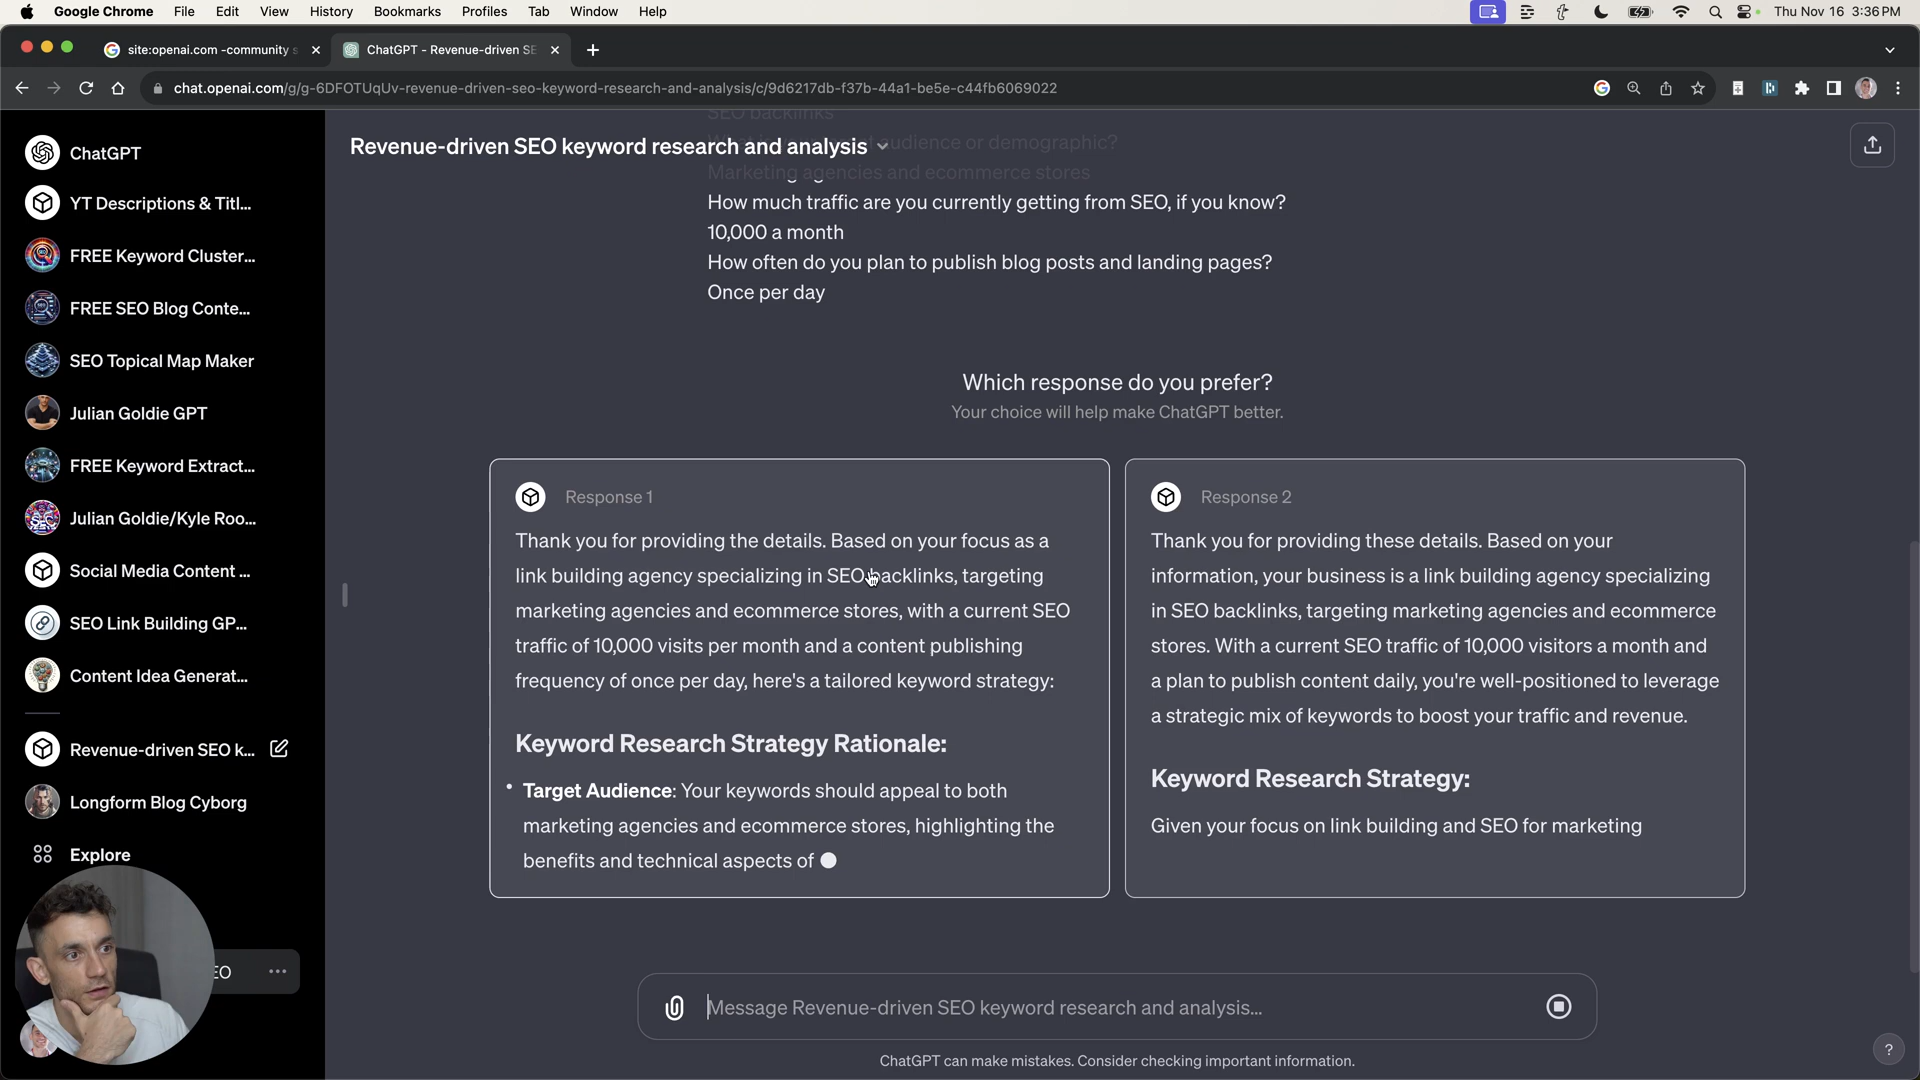 Google Chrome File Edit View History Bookmarks Profiles Tab Window Help Thu Nov 16 3:36 PM
site:openai.com -community s
ChatGPT - Revenue-driven SE
chat.openai.com/g/g-6DFOTUqUv-revenue-driven-seo-keyword-research-and-analysis/c/9d6217db-f37b-44a1-be5e-c44fb6069022
ChatGPT
YT Descriptions & Titl...
FREE Keyword Cluster...
FREE SEO Blog Conte...
SEO Topical Map Maker
Julian Goldie GPT
FREE Keyword Extract...
Julian Goldie/Kyle Roo...
Social Media Content ...
SEO Link Building GP...
Content Idea Generat...
Revenue-driven SEO k...
Longform Blog Cyborg
Explore
EO
SEO backlinks
Revenue-driven SEO keyword research and analysis
audience or demographic?
Marketing agencies and ecommerce stores
How much traffic are you currently getting from SEO, if you know?
10,000 a month
How often do you plan to publish blog posts and landing pages?
Once per day
Which response do you prefer?
Your choice will help make ChatGPT better.
Response 1
Thank you for providing the details. Based on your focus as a
link building agency specializing in SEO backlinks, targeting
marketing agencies and ecommerce stores, with a current SEO
traffic of 10,000 visits per month and a content publishing
frequency of once per day, here's a tailored keyword strategy:
Keyword Research Strategy Rationale:
• Target Audience: Your keywords should appeal to both
marketing agencies and ecommerce stores, highlighting the
benefits and technical aspects of
Response 2
Thank you for providing these details. Based on your
information, your business is a link building agency specializing
in SEO backlinks, targeting marketing agencies and ecommerce
stores. With a current SEO traffic of 10,000 visitors a month and
a plan to publish content daily, you're well-positioned to leverage
a strategic mix of keywords to boost your traffic and revenue.
Keyword Research Strategy:
Given your focus on link building and SEO for marketing
Message Revenue-driven SEO keyword research and analysis...
ChatGPT can make mistakes. Consider checking important information.
?